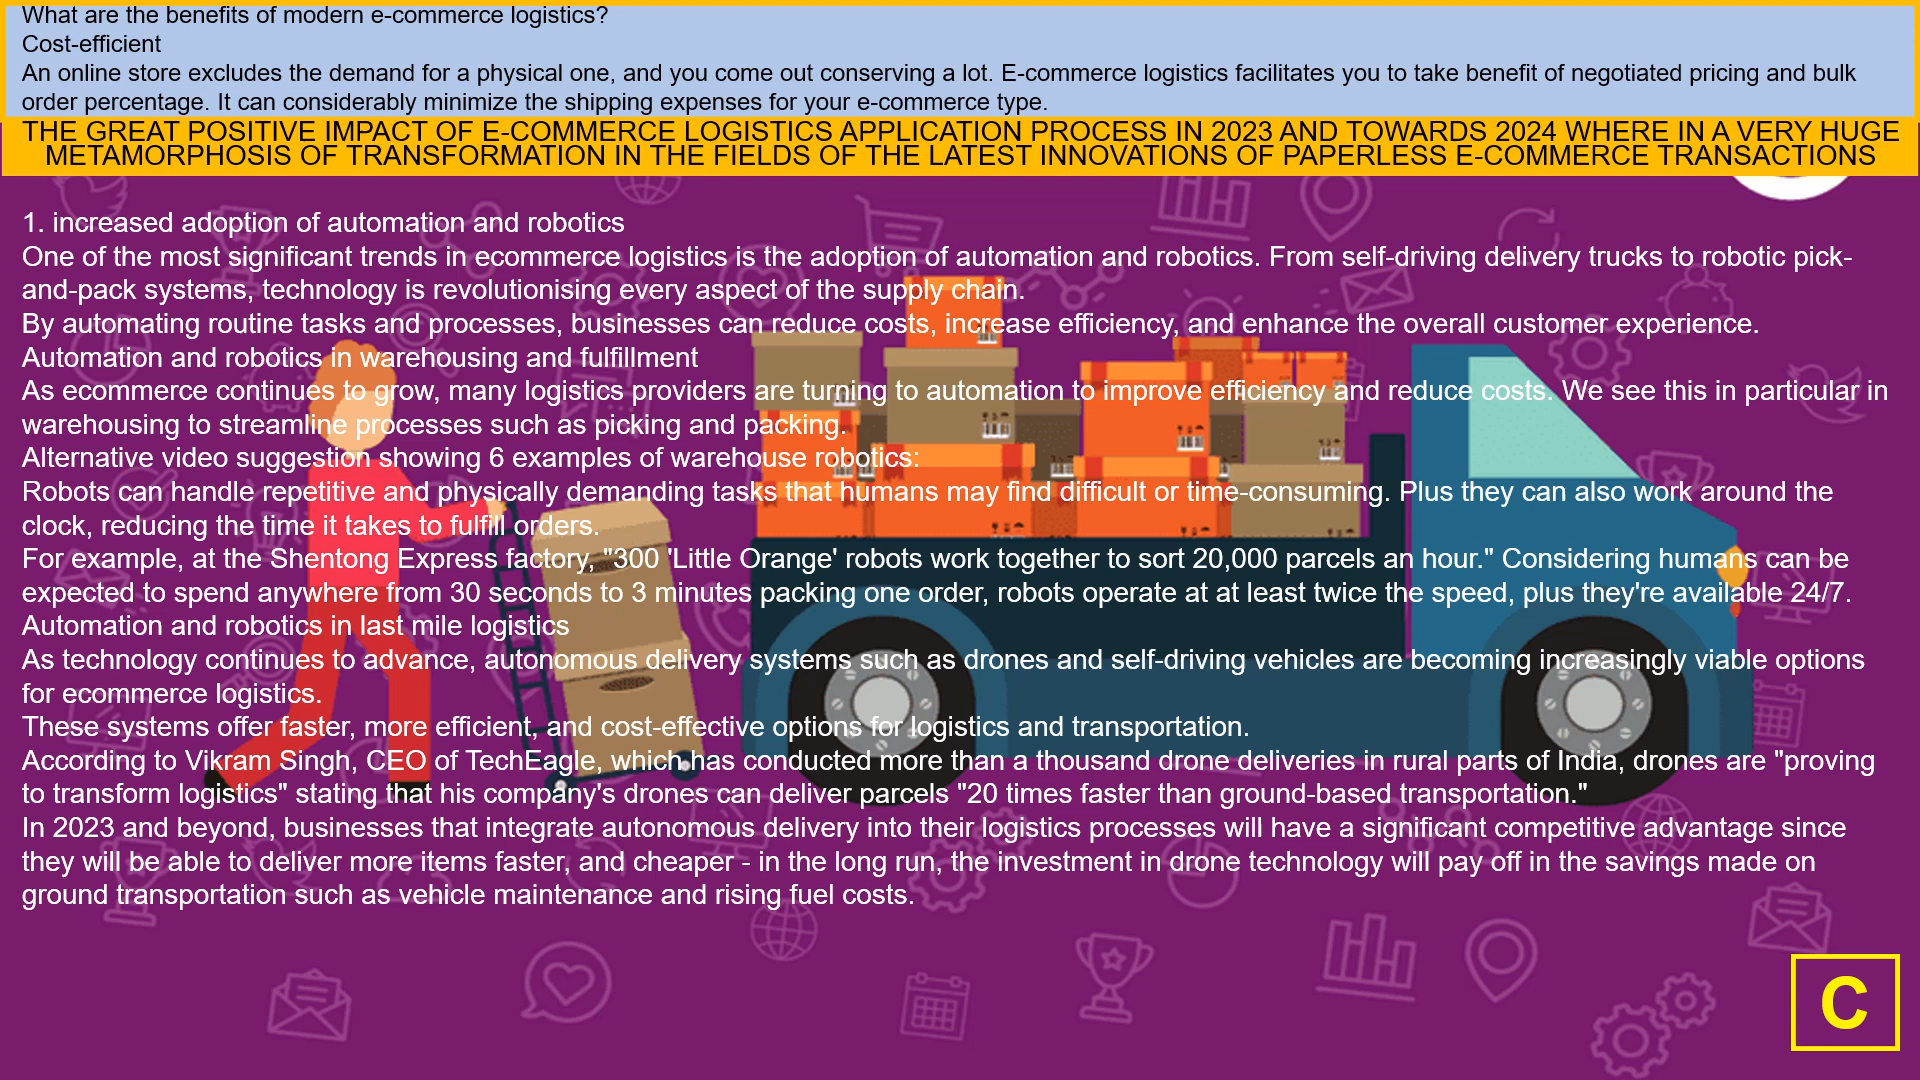 What are the benefits of modern e-commerce logistics?
Cost-efficient
An online store excludes the demand for a physical one, and you come out conserving a lot. E-commerce logistics facilitates you to take benefit of negotiated pricing and bulk
order percentage. It can considerably minimize the shipping expenses for your e-commerce type.
THE GREAT POSITIVE IMPACT OF E-COMMERCE LOGISTICS APPLICATION PROCESS IN 2023 AND TOWARDS 2024 WHERE IN A VERY HUGE
METAMORPHOSIS OF TRANSFORMATION IN THE FIELDS OF THE LATEST INNOVATIONS OF PAPERLESS E-COMMERCE TRANSACTIONS
1. increased adoption of automation and robotics
One of the most significant trends in ecommerce logistics is the adoption of automation and robotics. From self-driving delivery trucks to robotic pick-
and-pack systems, technology is revolutionising every aspect of the supply chain.
By automating routine tasks and processes, businesses can reduce costs, increase efficiency, and enhance the overall customer experience.
Automation and robotics in warehousing and fulfillment
As ecommerce continues to grow, many logistics providers are turning to automation to improve efficiency and reduce costs. We see this in particular in
warehousing to streamline processes such as picking and packing.
Alternative video suggestion showing 6 examples of warehouse robotics:
Robots can handle repetitive and physically demanding tasks that humans may find difficult or time-consuming. Plus they can also work around the
clock, reducing the time it takes to fulfill orders.
For example, at the Shentong Express factory, "300 'Little Orange' robots work together to sort 20,000 parcels an hour." Considering humans can be
expected to spend anywhere from 30 seconds to 3 minutes packing one order, robots operate at at least twice the speed, plus they're available 24/7.
Automation and robotics in last mile logistics
As technology continues to advance, autonomous delivery systems such as drones and self-driving vehicles are becoming increasingly viable options
for ecommerce logistics.
These systems offer faster, more efficient, and cost-effective options for logistics and transportation.
According to Vikram Singh, CEO of TechEagle, which has conducted more than a thousand drone deliveries in rural parts of India, drones are "proving
to transform logistics" stating that his company's drones can deliver parcels "20 times faster than ground-based transportation."
In 2023 and beyond, businesses that integrate autonomous delivery into their logistics processes will have a significant competitive advantage since
they will be able to deliver more items faster, and cheaper - in the long run, the investment in drone technology will pay off in the savings made on
ground transportation such as vehicle maintenance and rising fuel costs.
C